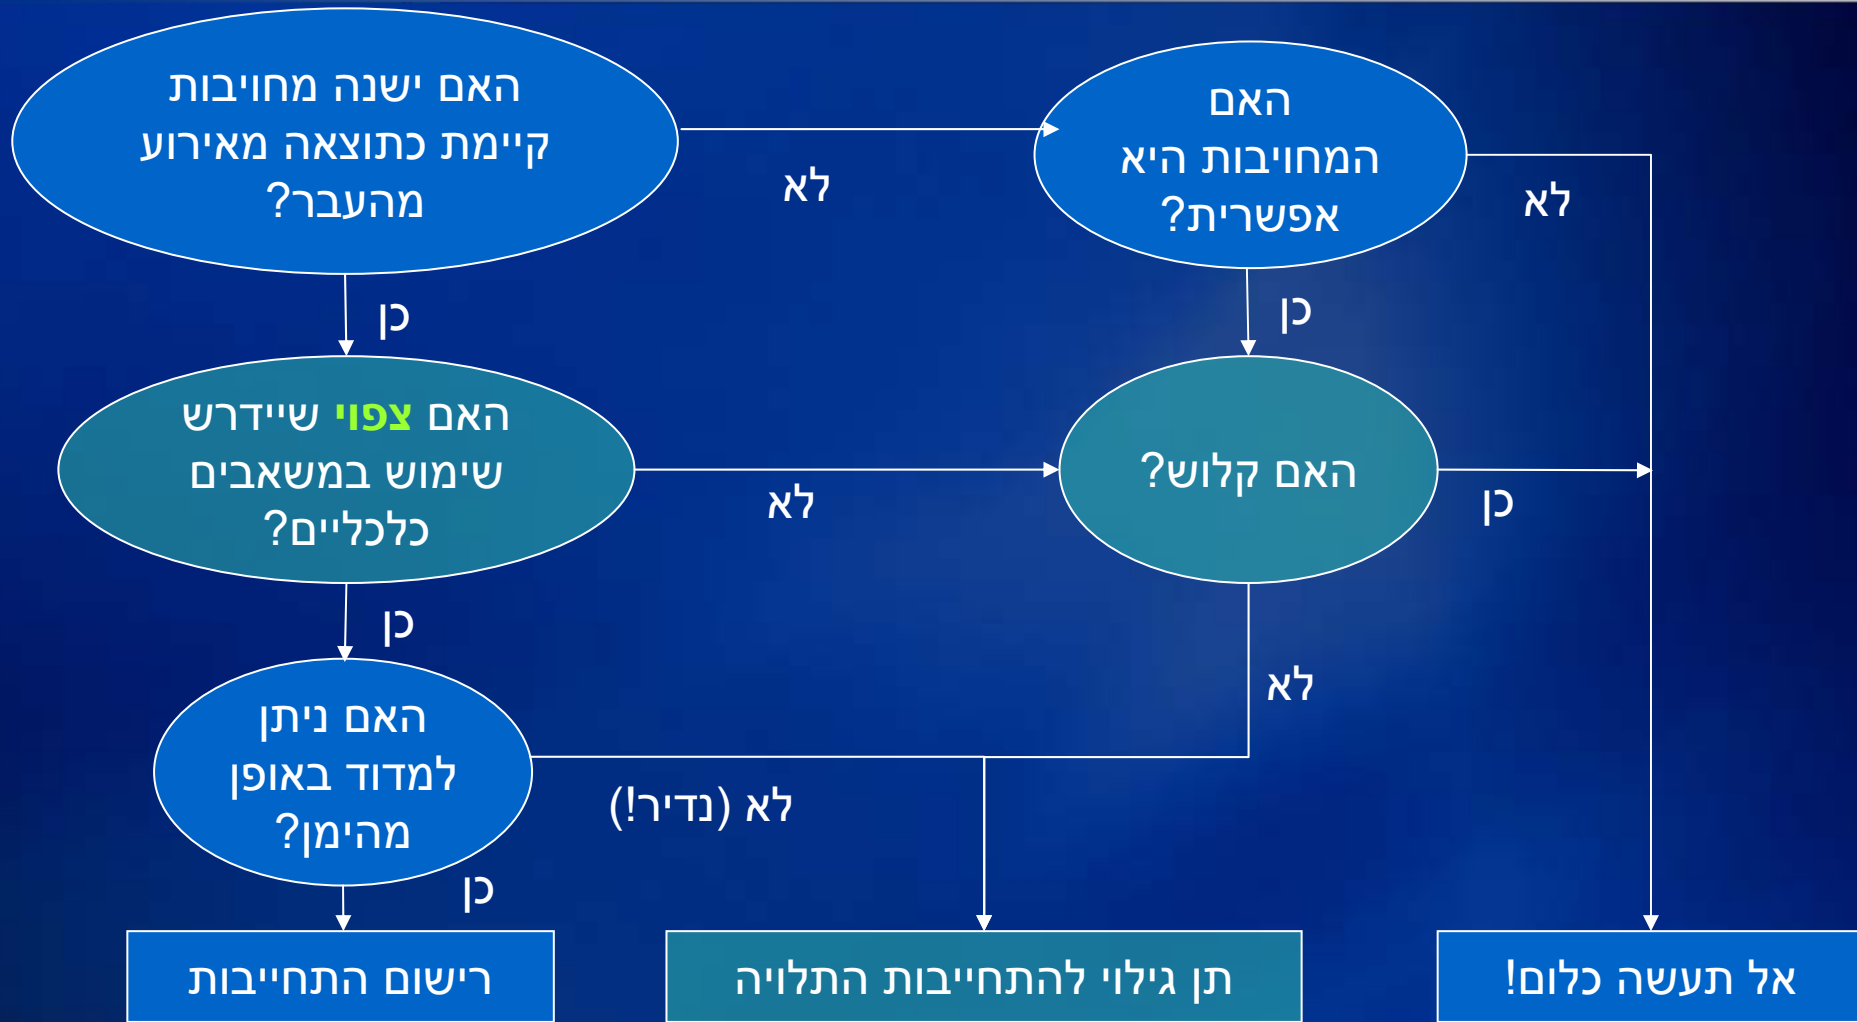 האם ישנה מחויבות
קיימת כתוצאה מאירוע
מהעבר?
לא
האם
המחויבות היא
אפשרית?
לא
כן
כן
האם צפוי שיידרש
שימוש במשאבים
כלכליים?
לא
האם קלוש?
כן
כן
לא
האם ניתן
למדוד באופן
מהימן?
לא (נדיר!)
כן
רישום התחייבות
תן גילוי להתחייבות התלויה
אל תעשה כלום!